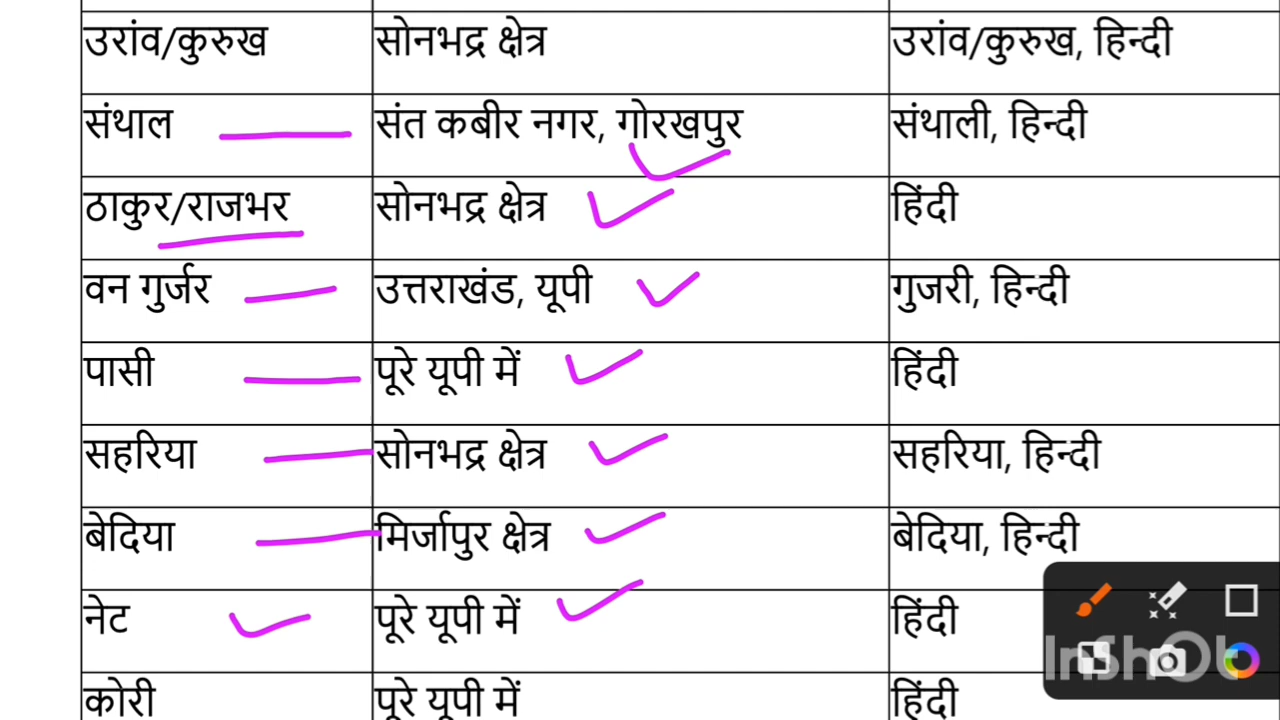 उरांव/कुरुख सोनभद्र क्षेत्र उरांव/कुरुख, हिन्दी
संथाल संत कबीर नगर, गोरखपुर संथाली, हिन्दी
ठाकुर/राजभर सोनभद्र क्षेत्र हिंदी
वन गुर्जर उत्तराखंड, यूपी गुजरी, हिन्दी
पासी पूरे यूपी में हिंदी
सहरिया सोनभद्र क्षेत्र सहरिया, हिन्दी
बेदिया मिर्जापुर क्षेत्र बेदिया, हिन्दी
नेट पूरे यूपी में हिंदी
InShOt
कोरी पूरे यूपी में हिंदी